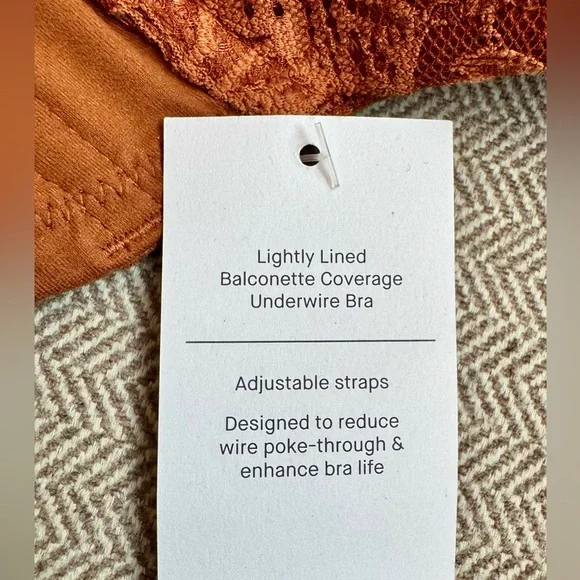 Lightly Lined
Balconette Coverage
Underwire Bra
Adjustable straps
Designed to reduce
wire poke-through &
enhance bra life